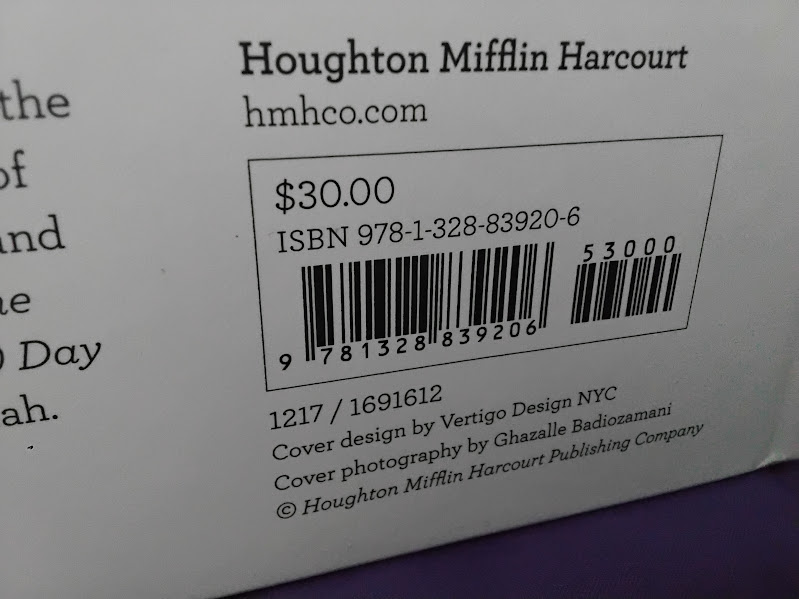 Houghton Mifflin Harcourt
hmhco.com
the
of
and
Day
ah.
$30.00
ISBN 978-1-328-83920-6
53000
9 781328 839206
1217 / 1691612
Cover design by Vertigo Design NYC
Cover photography by Ghazalle Badiozamani
© Houghton Mifflin Harcourt Publishing Company